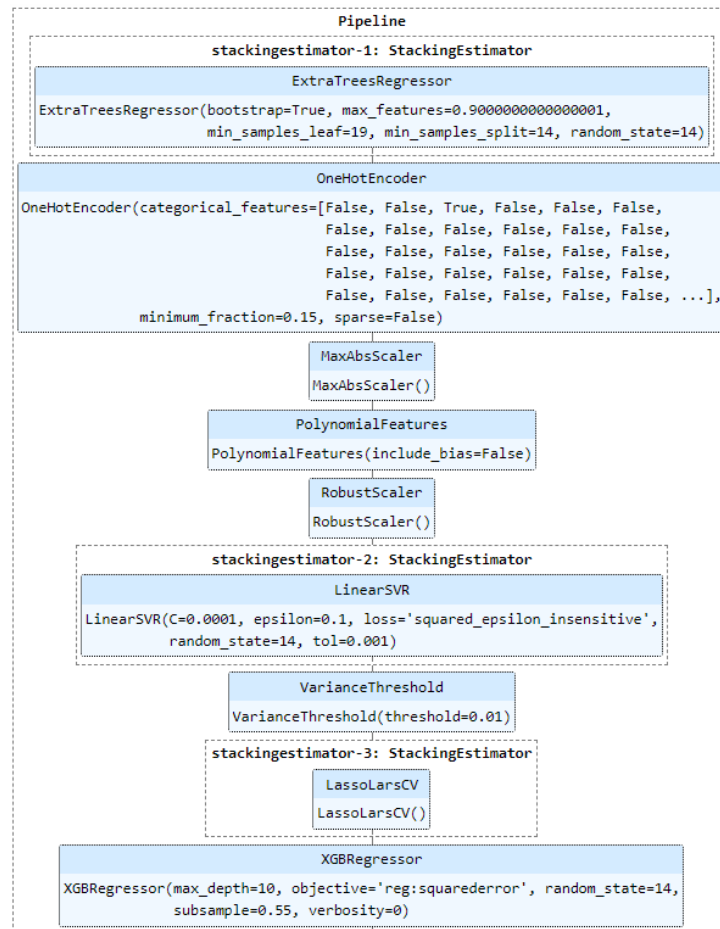 Pipeline
stackingestimator-1: StackingEstimator
ExtraTreesRegressor
ExtraTreesRegressor(bootstrap=True, max_features=0.9000000000000001,
min_samples_leaf=19, min_samples_split=14, random_state=14)
OneHotEncoder
OneHotEncoder(categorical_features=[False, False, True, False, False, False,
False, False, False, False, False, False,
False, False, False, False, False, False,
False, False, False, False, False, False,
False, False, False, False, False, False, ...],
minimum_fraction=0.15, sparse=False)
MaxAbsScaler
MaxAbsScaler()
PolynomialFeatures
PolynomialFeatures(include_bias=False)
RobustScaler
RobustScaler()
stackingestimator-2: StackingEstimator
LinearSVR
LinearSVR(C=0.0001, epsilon=0.1, loss='squared_epsilon_insensitive',
random_state=14, tol=0.001)
VarianceThreshold
VarianceThreshold(threshold=0.01)
stackingestimator-3: StackingEstimator
LassoLarsCV
LassoLarsCV()
XGBRegressor
XGBRegressor(max_depth=10, objective='reg:squarederror', random_state=14,
subsample=0.55, verbosity=0)